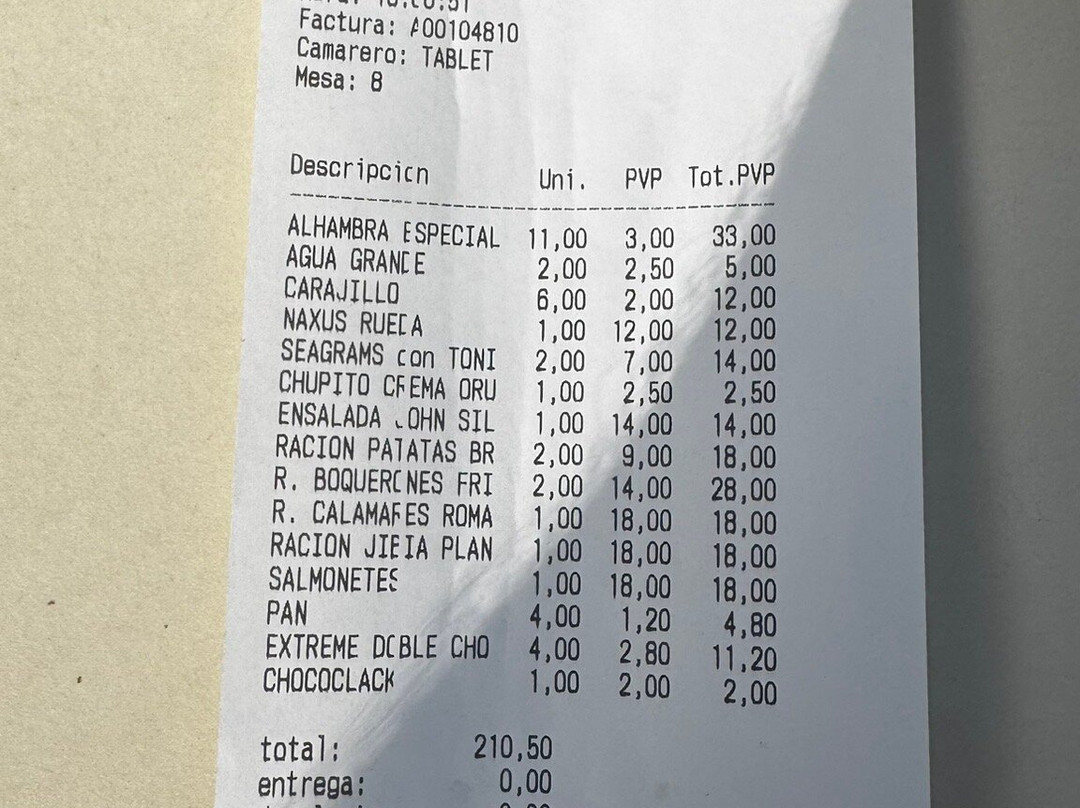 Factura: A00104810
Camarero: TABLET
Mesa: 8
Descripcion Uni. PVP Tot.PVP
ALHAMBRA ESPECIAL 11,00 3,00 33,00
AGUA GRANDE 2,00 2,50 5,00
CARAJILLO 6,00 2,00 12,00
NAXUS RUEDA 1,00 12,00 12,00
SEAGRAMS con TONI 2,00 7,00 14,00
CHUPITO CREMA ORU 1,00 2,50 2,50
ENSALADA JOHN SIL 1,00 14,00 14,00
RACION PATATAS BR 2,00 9,00 18,00
R. BOQUERONES FRI 2,00 14,00 28,00
R. CALAMARES ROMA 1,00 18,00 18,00
RACION JIBIA PLAN 1,00 18,00 18,00
SALMONETES 1,00 18,00 18,00
PAN 4,00 1,20 4,80
EXTREME DOBLE CHO 4,00 2,80 11,20
CHOCOCLACK 1,00 2,00 2,00
total: 210,50
entrega: 0,00